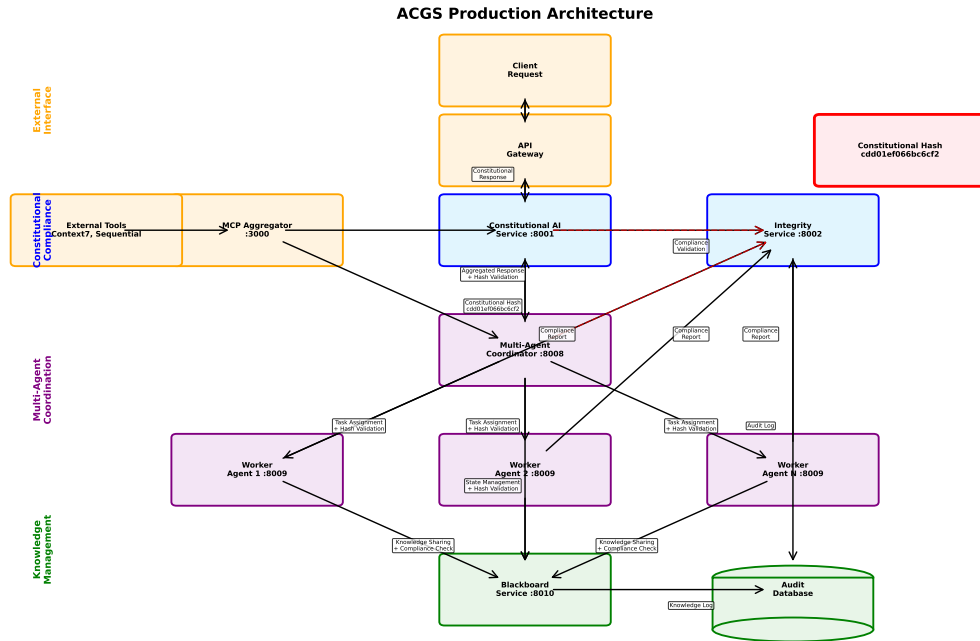 ACGS Production Architecture
Client
Request
External
Interface
API
Gateway
Constitutional Hash
cdd01ef066bc6cf2
Constitutional
Response
Constitutional
Compliance
External Tools
Context7, Sequential
MCP Aggregator
:3000
Constitutional AI
Service :8001
Integrity
Service :8002
Compliance
Validation
Aggregated Response
+ Hash Validation
Constitutional Hash
cdd01ef066bc6cf2
Compliance
Report
Compliance
Report
Compliance
Report
Multi-Agent
Coordinator :8008
Multi-Agent
Coordination
Task Assignment
+ Hash Validation
Task Assignment
+ Hash Validation
Task Assignment
+ Hash Validation
Audit Log
Worker
Agent 1 :8009
Worker
Agent 2 :8009
Worker
Agent N :8009
State Management
+ Hash Validation
Knowledge
Management
Knowledge Sharing
+ Compliance Check
Knowledge Sharing
+ Compliance Check
Blackboard
Service :8010
Audit
Database
Knowledge Log